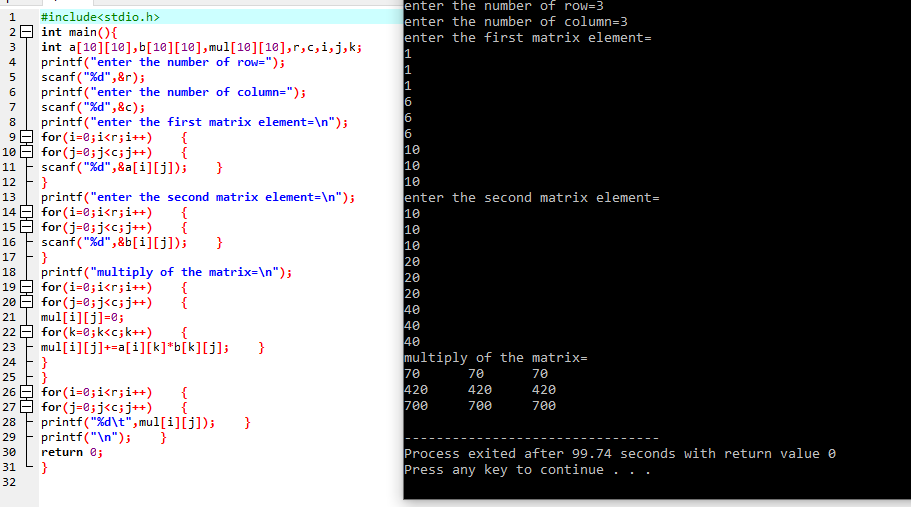 1 #include<stdio.h>
2 int main(){
3 int a[10][10],b[10][10],mul[10][10],r,c,i,j,k;
4 printf("enter the number of row=");
5 scanf("%d",&r);
6 printf("enter the number of column=");
7 scanf("%d",&c);
8 printf("enter the first matrix element=\n");
9 for(i=0;i<r;i++)    {
10 for(j=0;j<c;j++)    {
11 scanf("%d",&a[i][j]);    }
12 }
13 printf("enter the second matrix element=\n");
14 for(i=0;i<r;i++)    {
15 for(j=0;j<c;j++)    {
16 scanf("%d",&b[i][j]);    }
17 }
18 printf("multiply of the matrix=\n");
19 for(i=0;i<r;i++)    {
20 for(j=0;j<c;j++)    {
21 mul[i][j]=0;
22 for(k=0;k<c;k++)    {
23 mul[i][j]+=a[i][k]*b[k][j];    }
24 }
25 }
26 for(i=0;i<r;i++)    {
27 for(j=0;j<c;j++)    {
28 printf("%d\t",mul[i][j]);    }
29 printf("\n");    }
30 return 0;
31 }
32
enter the number of row=3
enter the number of column=3
enter the first matrix element=
1
1
1
6
6
6
10
10
10
enter the second matrix element=
10
10
10
20
20
20
40
40
40
multiply of the matrix=
70      70      70
420     420     420
700     700     700
--------------------------------
Process exited after 99.74 seconds with return value 0
Press any key to continue . . .